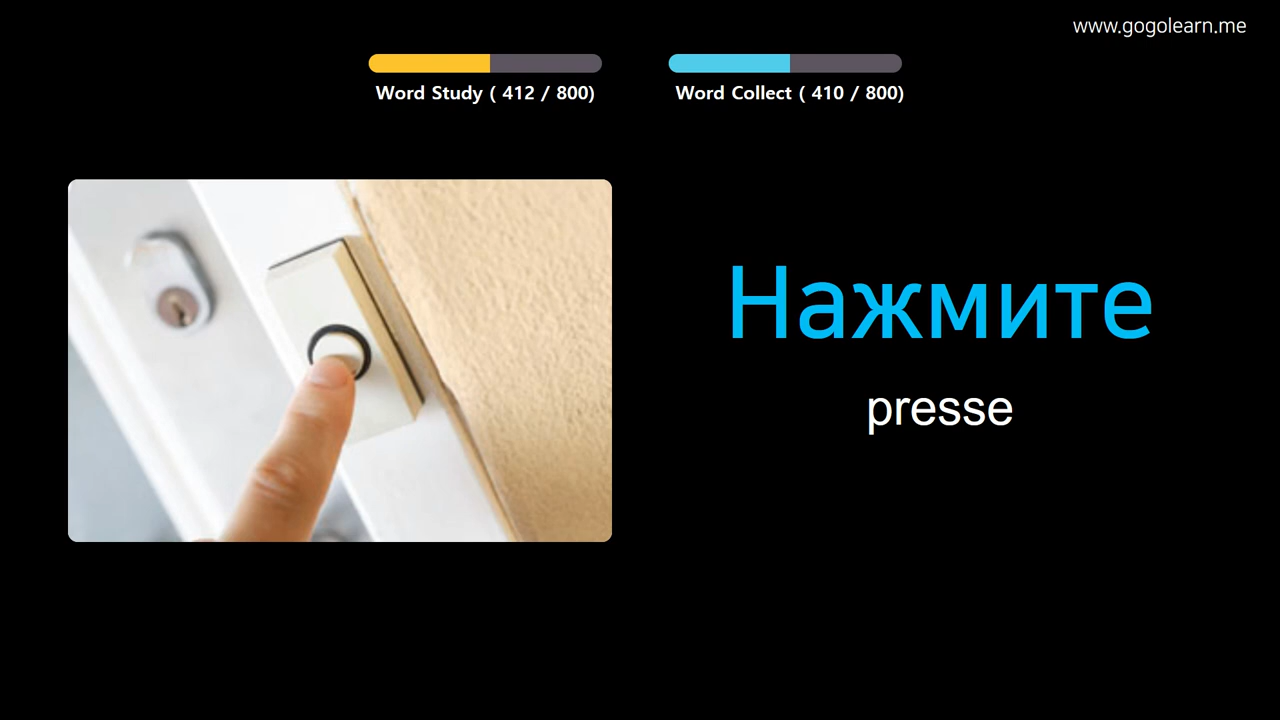 www.gogolearn.me
Word Study ( 412 / 800)
Word Collect ( 410 / 800)
Нажмите
presse